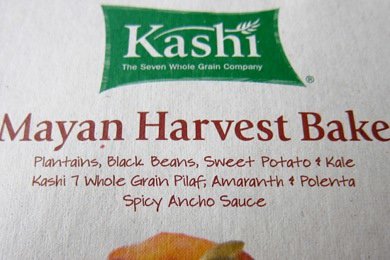 Kashi
The Seven Whole Grain Company
®
Mayan Harvest Bake
Plantains, Black Beans, Sweet Potato & Kale
Kashi 7 Whole Grain Pilaf, Amaranth & Polenta
Spicy Ancho Sauce